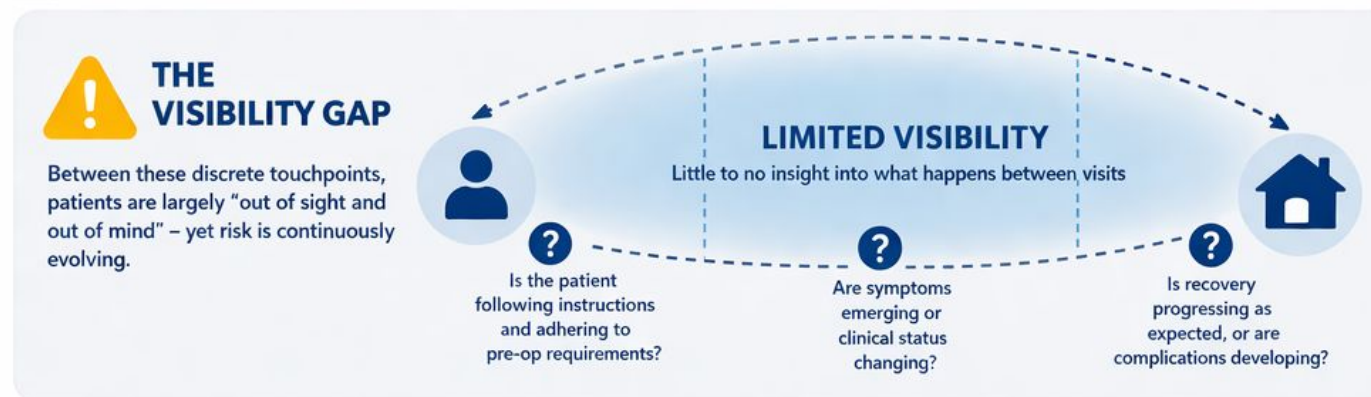 !
THE
VISIBILITY GAP
Between these discrete touchpoints,
patients are largely "out of sight and
out of mind" – yet risk is continuously
evolving.
LIMITED VISIBILITY
Little to no insight into what happens between visits
?
Is the patient
following instructions
and adhering to
pre-op requirements?
?
Are symptoms
emerging or
clinical status
changing?
?
Is recovery
progressing as
expected, or are
complications developing?